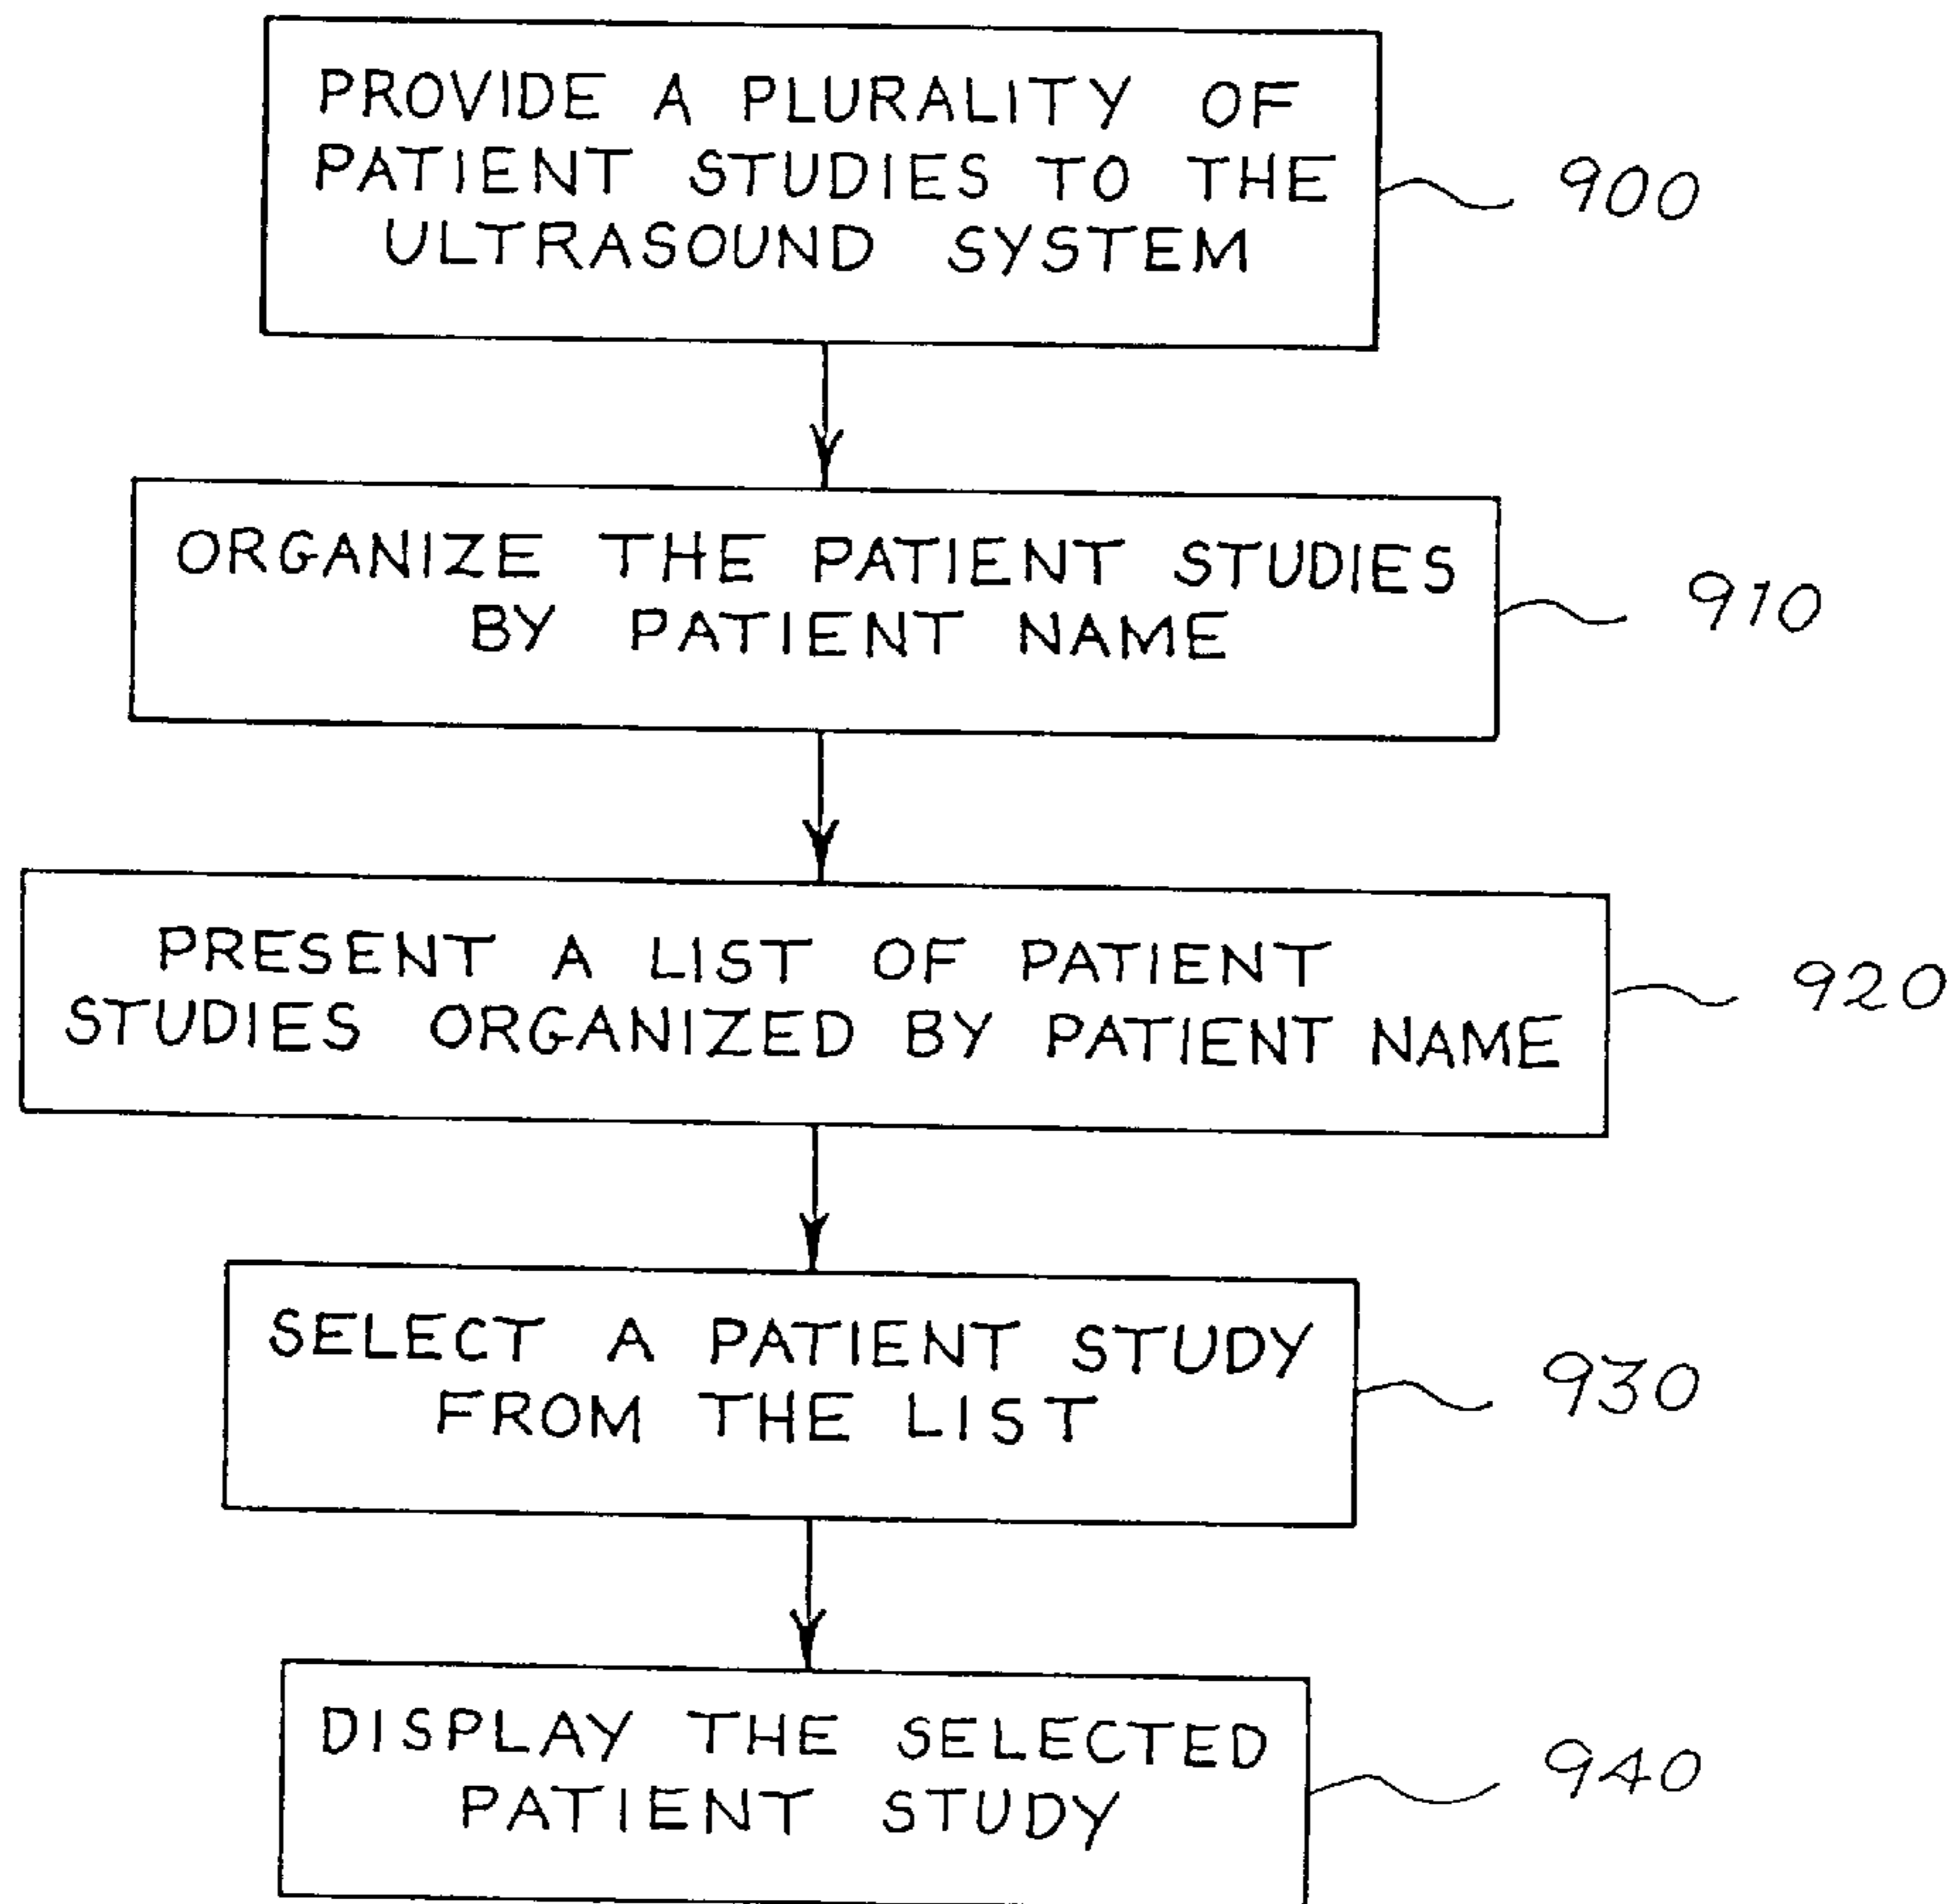 PROVIDE A PLURALITY OF
PATIENT STUDIES TO THE
ULTRASOUND SYSTEM
900
ORGANIZE THE PATIENT STUDIES
BY PATIENT NAME
910
PRESENT A LIST OF PATIENT
STUDIES ORGANIZED BY PATIENT NAME
920
SELECT A PATIENT STUDY
FROM THE LIST
930
DISPLAY THE SELECTED
PATIENT STUDY
940